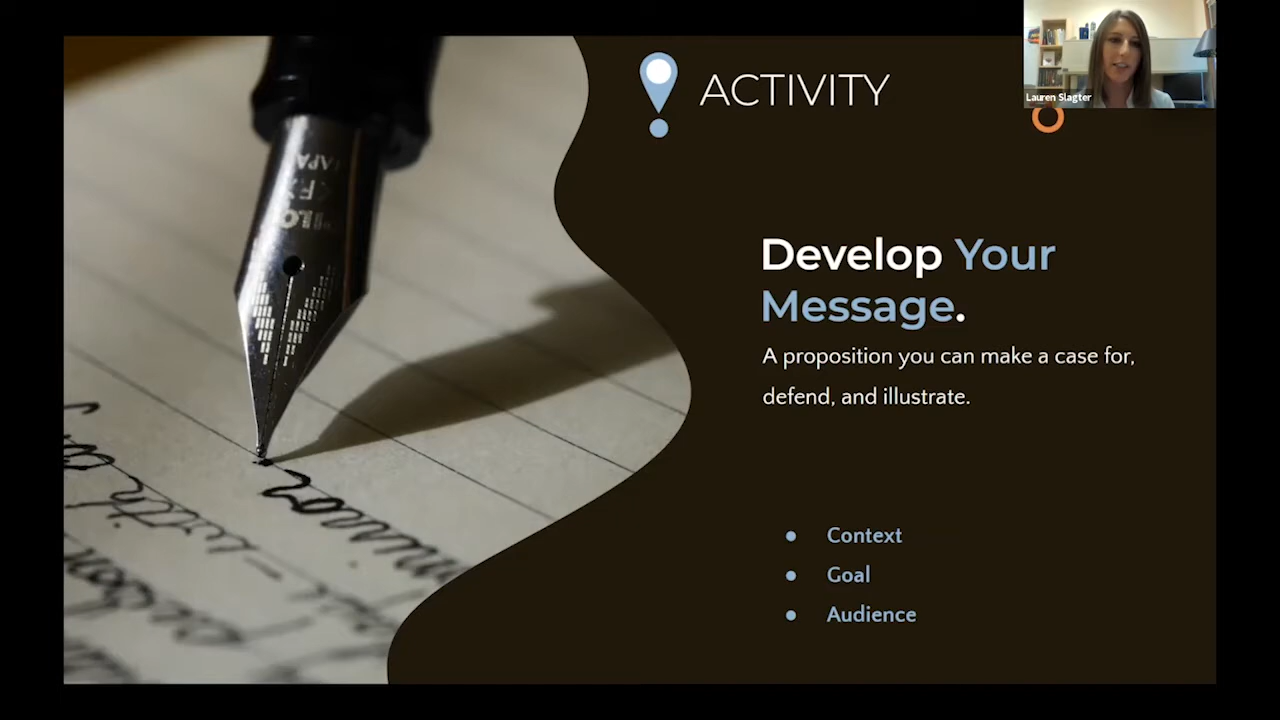 ACTIVITY
Lauren Slagter
Develop Your
Message.
A proposition you can make a case for,
defend, and illustrate.
Context
Goal
Audience